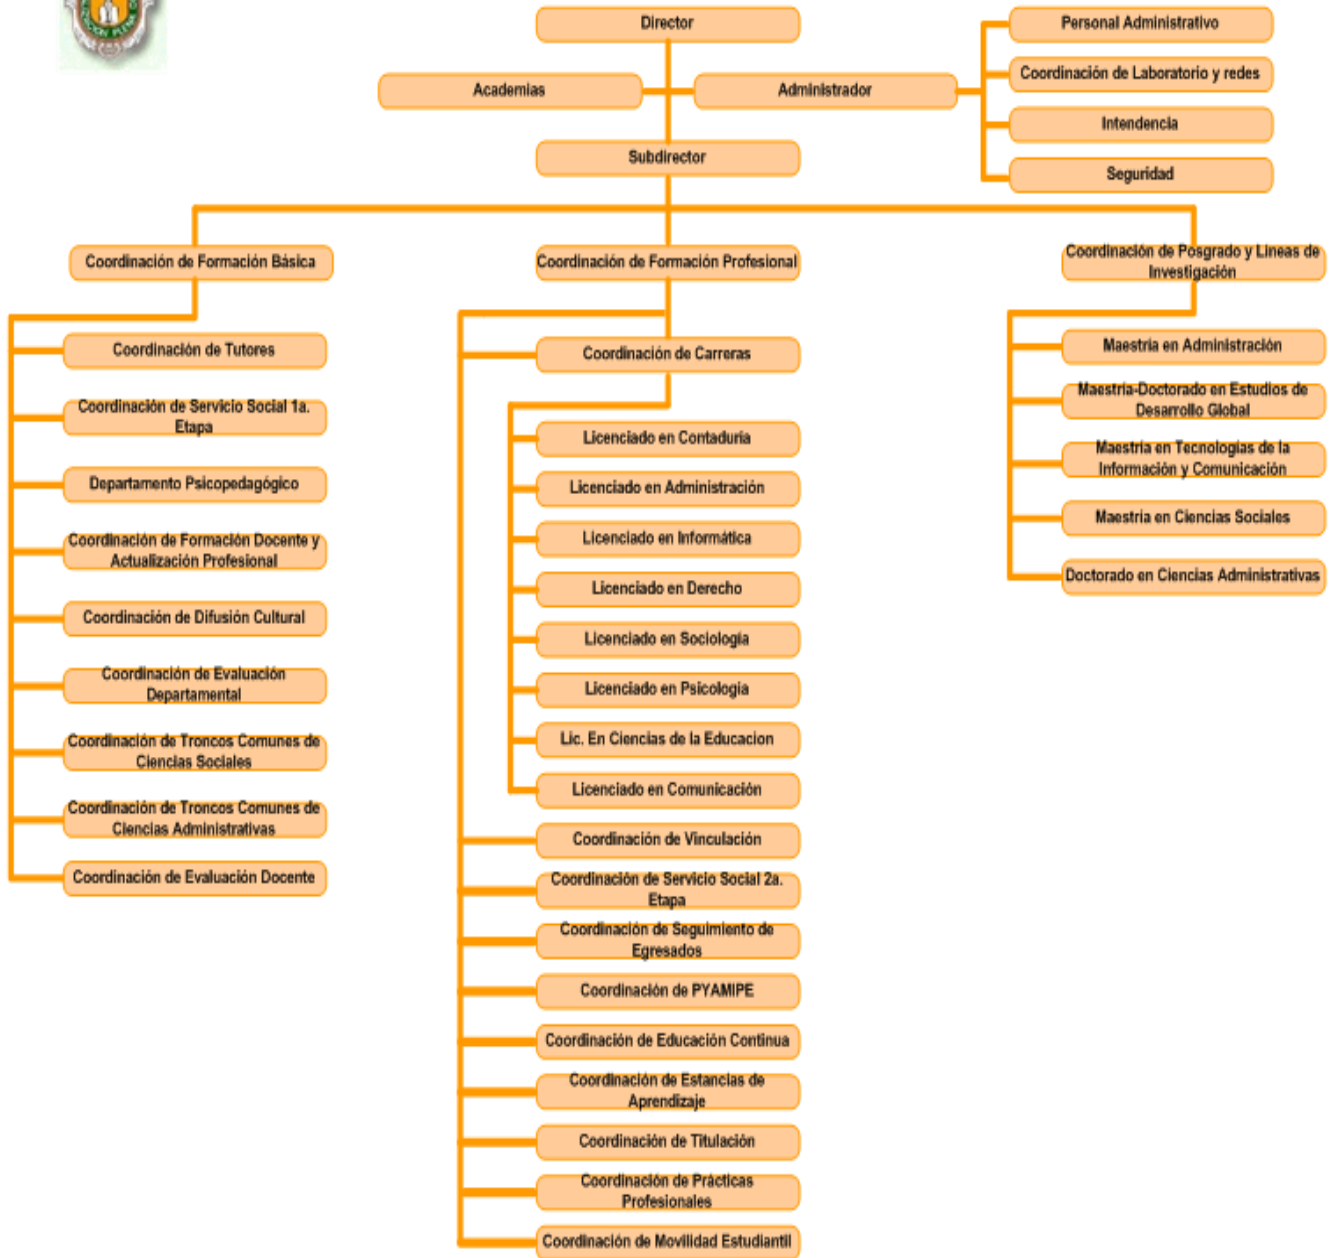 PLENA
Director
Personal Administrativo
Coordinación de Laboratorio y redes
Academias
Administrador
Intendencia
Subdirector
Seguridad
Coordinación de Formación Básica
Coordinación de Formación Profesional
Coordinación de Posgrado y Lineas de
Investigación
Coordinación de Tutores
Coordinación de Servicio Social 1a.
Etapa
Departamento Psicopedagógico
Coordinación de Formación Docente y
Actualización Profesional
Coordinación de Difusión Cultural
Coordinación de Evaluación
Departamental
Coordinación de Troncos Comunes de
Ciencias Sociales
Coordinación de Troncos Comunes de
Ciencias Administrativas
Coordinación de Evaluación Docente
Coordinación de Carreras
Licenciado en Contaduría
Licenciado en Administración
Licenciado en Informática
Licenciado en Derecho
Licenciado en Sociología
Licenciado en Psicología
Lic. En Ciencias de la Educacion
Licenciado en Comunicación
Coordinación de Vinculación
Coordinación de Servicio Social 2a.
Etapa
Coordinación de Seguimiento de
Egresados
Coordinación de PYAMIPE
Coordinación de Educación Continua
Coordinación de Estancias de
Aprendizaje
Coordinación de Titulación
Coordinación de Prácticas
Profesionales
Coordinación de Movilidad Estudiantil
Maestría en Administración
Maestría-Doctorado en Estudios de
Desarrollo Global
Maestría en Tecnologías de la
Información y Comunicación
Maestría en Ciencias Sociales
Doctorado en Ciencias Administrativas